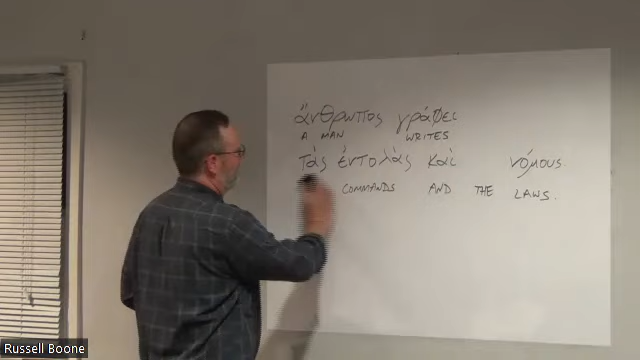 ἄνθρωπος γράφει
A MAN WRITES
τὰς ἐντολὰς καὶ νόμους
COMMANDS AND THE LAWS.
Russell Boone